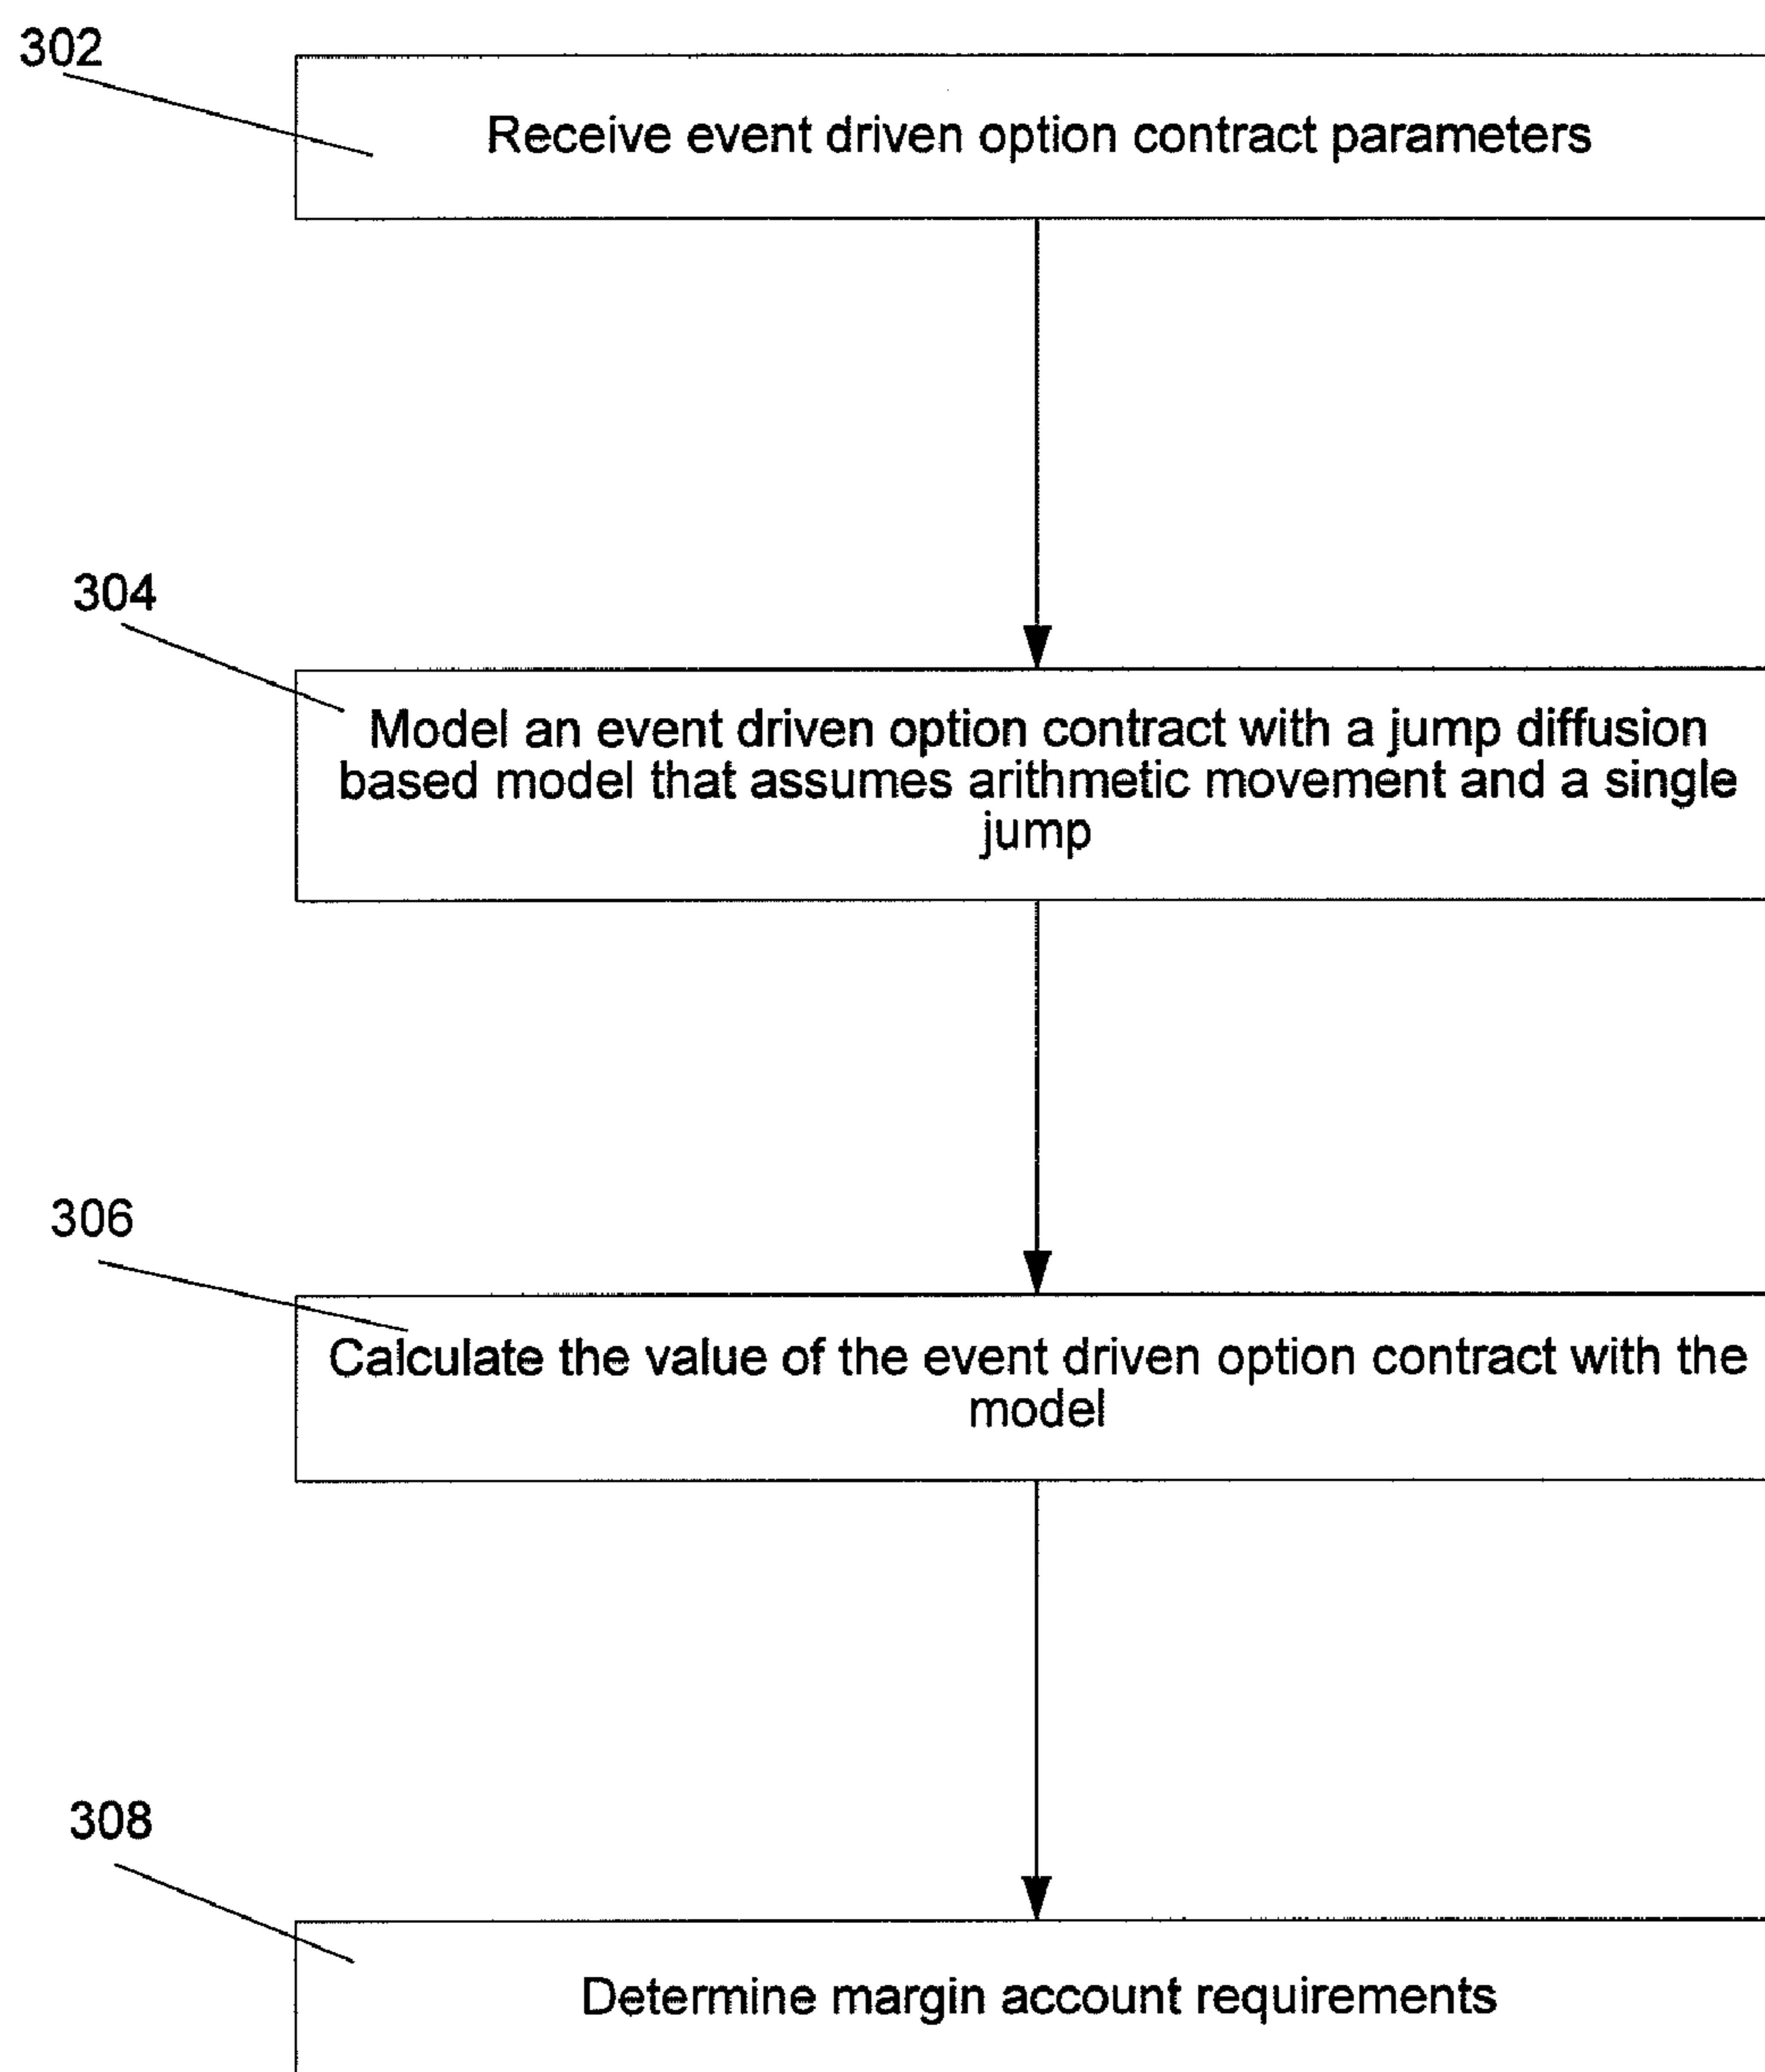 302
Receive event driven option contract parameters
304
Model an event driven option contract with a jump diffusion
based model that assumes arithmetic movement and a single
jump
306
Calculate the value of the event driven option contract with the
model
308
Determine margin account requirements